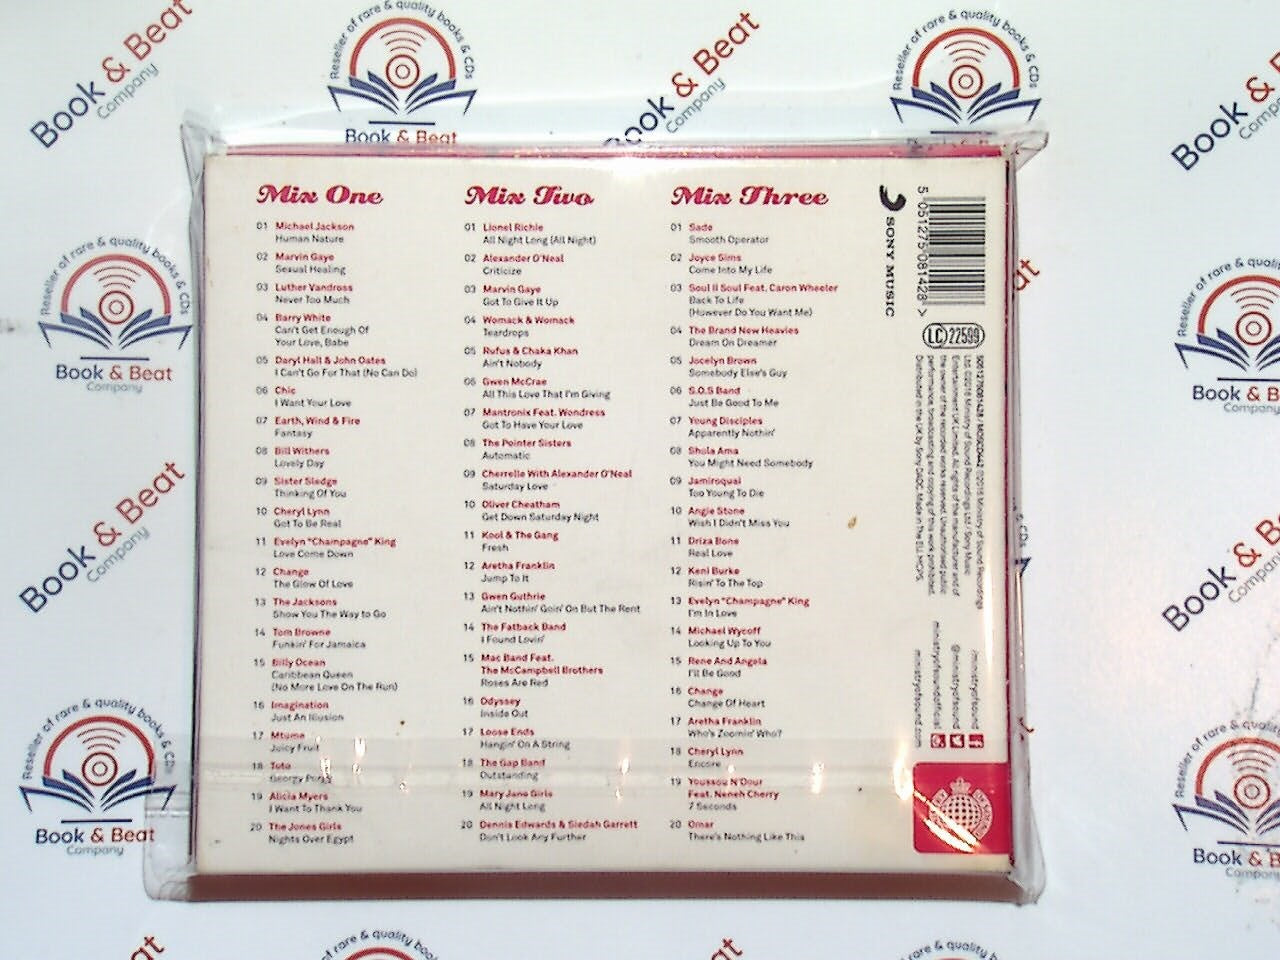 Mix One
01 Michael Jackson
Human Nature
02 Marvin Gaye
Sexual Healing
03 Luther Vandross
Never Too Much
04 Barry White
Can't Get Enough Of
Your Love, Babe
05 Daryl Hall & John Oates
I Can't Go For That (No Can Do)
06 Chic
I Want Your Love
07 Earth, Wind & Fire
Fantasy
08 Bill Withers
Lovely Day
09 Sister Sledge
Thinking Of You
10 Cheryl Lynn
Got To Be Real
11 Evelyn "Champagne" King
Love Come Down
12 Change
The Glow Of Love
13 The Jacksons
Show You The Way to Go
14 Tom Browne
Funkin' For Jamaica
15 Billy Ocean
Caribbean Queen
(No More Love On The Run)
16 Imagination
Just An Illusion
17 Mtume
Juicy Fruit
18 Toto
Georgy Porgy
19 Alicia Myers
I Want To Thank You
20 The Jones Girls
Nights Over Egypt
Mix Two
01 Lionel Richie
All Night Long (All Night)
02 Alexander O'Neal
Criticize
03 Marvin Gaye
Got To Give It Up
04 Womack & Womack
Teardrops
05 Rufus & Chaka Khan
Ain't Nobody
06 Gwen McCrae
All This Love That I'm Giving
07 Mantronix Feat. Wondress
Got To Have Your Love
08 The Pointer Sisters
Automatic
09 Cherrelle With Alexander O'Neal
Saturday Love
10 Oliver Cheatham
Get Down Saturday Night
11 Kool & The Gang
Fresh
12 Aretha Franklin
Jump To It
13 Gwen Guthrie
Ain't Nothin' Goin' On But The Rent
14 The Fatback Band
I Found Lovin'
15 Mac Band Feat.
The McCampbell Brothers
Roses Are Red
16 Odyssey
Inside Out
17 Loose Ends
Hangin' On A String
18 The Gap Band
Outstanding
19 Mary Jane Girls
All Night Long
20 Dennis Edwards & Siedah Garrett
Don't Look Any Further
Mix Three
01 Sade
Smooth Operator
02 Joyce Sims
Come Into My Life
03 Soul II Soul Feat. Caron Wheeler
Back To Life
(However Do You Want Me)
04 The Brand New Heavies
Dream On Dreamer
05 Jocelyn Brown
Somebody Else's Guy
06 S.O.S Band
Just Be Good To Me
07 Young Disciples
Apparently Nothin'
08 Shola Ama
You Might Need Somebody
09 Jamiroquai
Too Young To Die
10 Angie Stone
Wish I Didn't Miss You
11 Driza Bone
Real Love
12 Keni Burke
Risin' To The Top
13 Evelyn "Champagne" King
I'm In Love
14 Michael Wycoff
Looking Up To You
15 Rene And Angela
I'll Be Good
16 Change
Change Of Heart
17 Aretha Franklin
Who's Zoomin' Who?
18 Cheryl Lynn
Encore
19 Youssou N'Dour
Feat. Neneh Cherry
7 Seconds
20 Omar
There's Nothing Like This
SONY MUSIC
5 051275 081428 >
LC 22599
/ministryofsound
@ministryofsound
ministryofsoundofficial
ministryofsound.com
Reseller of rare & quality books & CDs
Book & Beat
Company